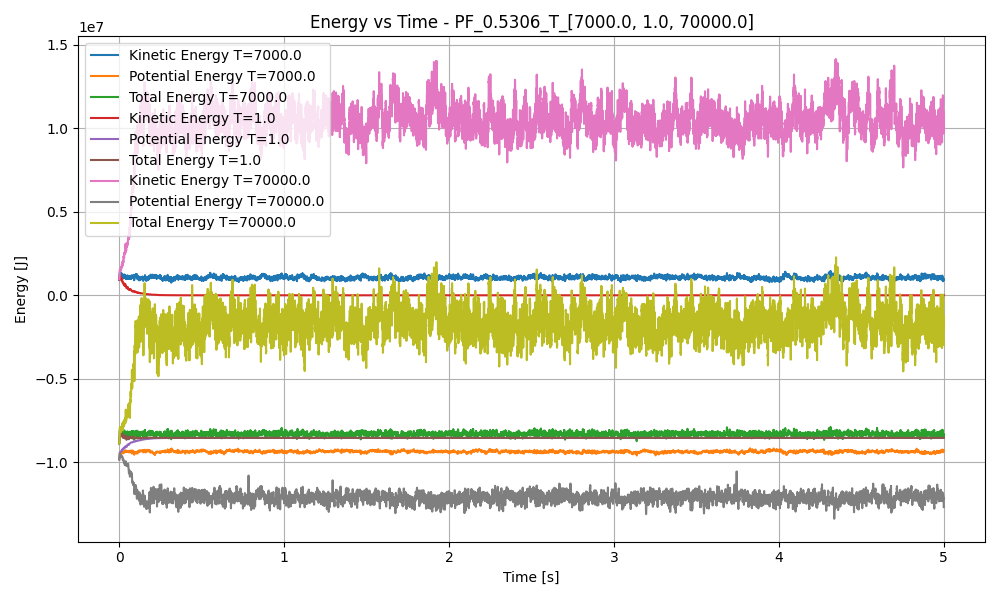 Energy vs Time - PF_0.5306_T_[7000.0, 1.0, 70000.0]
1e7
1.5
1.0
0.5
0.0
−0.5
−1.0
Energy [J]
Kinetic Energy T=7000.0
Potential Energy T=7000.0
Total Energy T=7000.0
Kinetic Energy T=1.0
Potential Energy T=1.0
Total Energy T=1.0
Kinetic Energy T=70000.0
Potential Energy T=70000.0
Total Energy T=70000.0
0 1 2 3 4 5
Time [s]